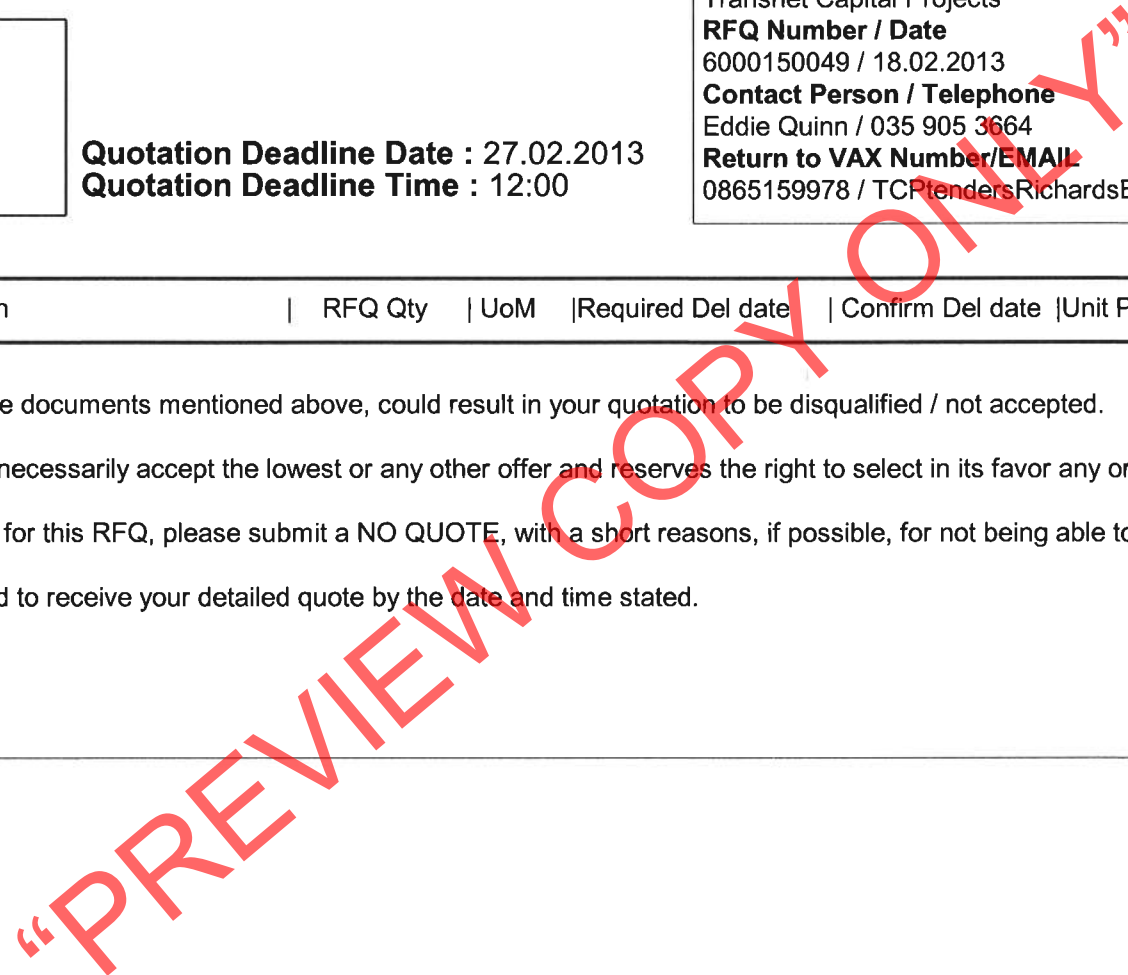 Transnet Capital Projects
RFQ Number / Date
6000150049 / 18.02.2013
Contact Person / Telephone
Eddie Quinn / 035 905 3664
Return to VAX Number/EMAIL
0865159978 / TCPtendersRichardsB
Quotation Deadline Date : 27.02.2013
Quotation Deadline Time : 12:00
n | RFQ Qty | UoM |Required Del date | Confirm Del date |Unit P
e documents mentioned above, could result in your quotation to be disqualified / not accepted.
necessarily accept the lowest or any other offer and reserves the right to select in its favor any or
for this RFQ, please submit a NO QUOTE, with a short reasons, if possible, for not being able to
d to receive your detailed quote by the date and time stated.
“PREVIEW COPY ONLY”